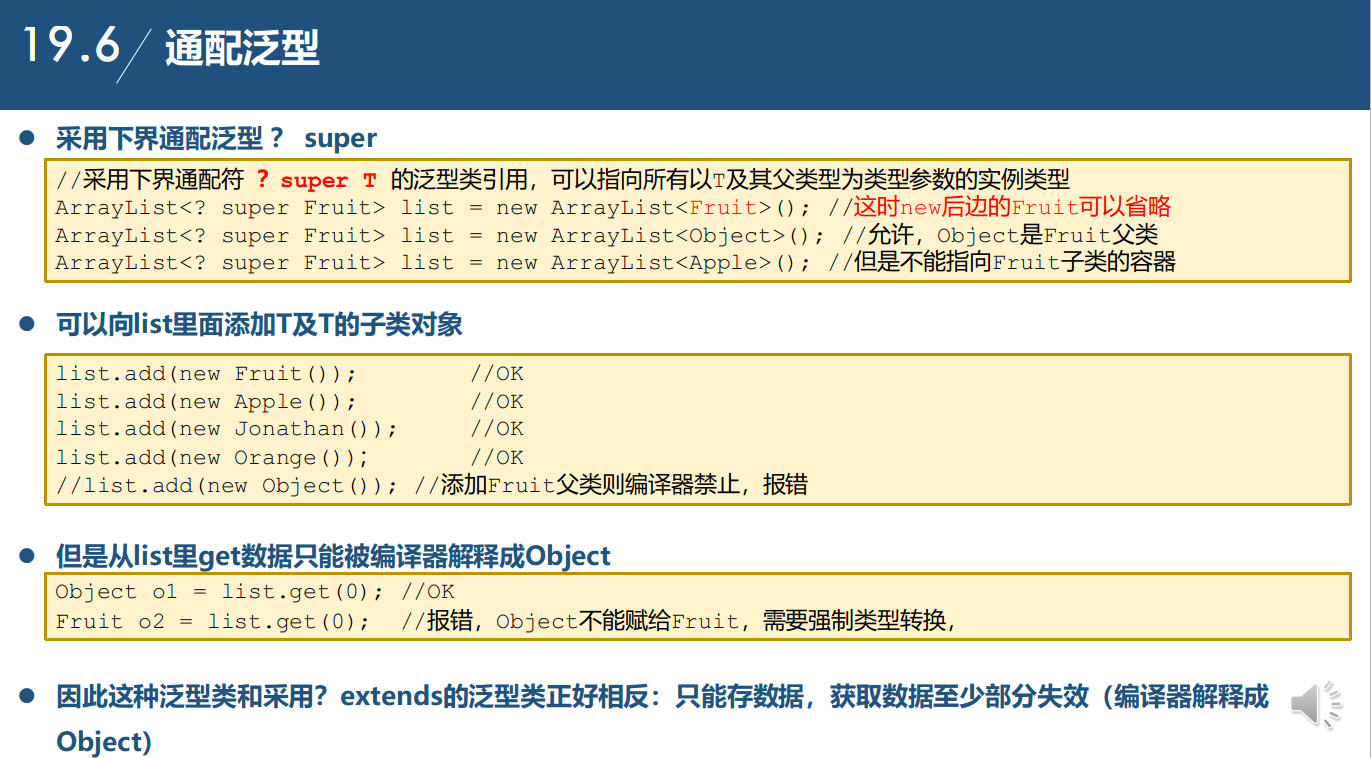 19.6 通配泛型
采用下界通配泛型 ? super
//采用下界通配符 ? super T 的泛型类引用，可以指向所有以T及其父类型为类型参数的实例类型
ArrayList<? super Fruit> list = new ArrayList<Fruit>(); //这时new后边的Fruit可以省略
ArrayList<? super Fruit> list = new ArrayList<Object>(); //允许，Object是Fruit父类
ArrayList<? super Fruit> list = new ArrayList<Apple>(); //但是不能指向Fruit子类的容器
可以向list里面添加T及T的子类对象
list.add(new Fruit()); //OK
list.add(new Apple()); //OK
list.add(new Jonathan()); //OK
list.add(new Orange()); //OK
//list.add(new Object()); //添加Fruit父类则编译器禁止，报错
但是从list里get数据只能被编译器解释成Object
Object o1 = list.get(0); //OK
Fruit o2 = list.get(0); //报错，Object不能赋给Fruit，需要强制类型转换，
因此这种泛型类和采用？extends的泛型类正好相反：只能存数据，获取数据至少部分失效（编译器解释成
Object)